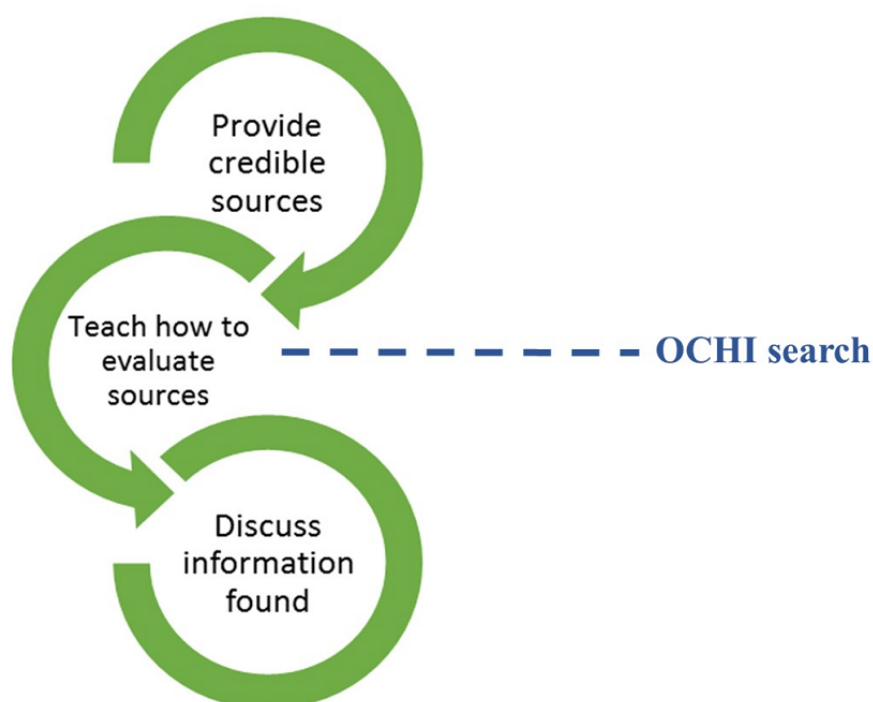 Provide
credible
sources
Teach how to
evaluate
sources
OCHI search
Discuss
information
found